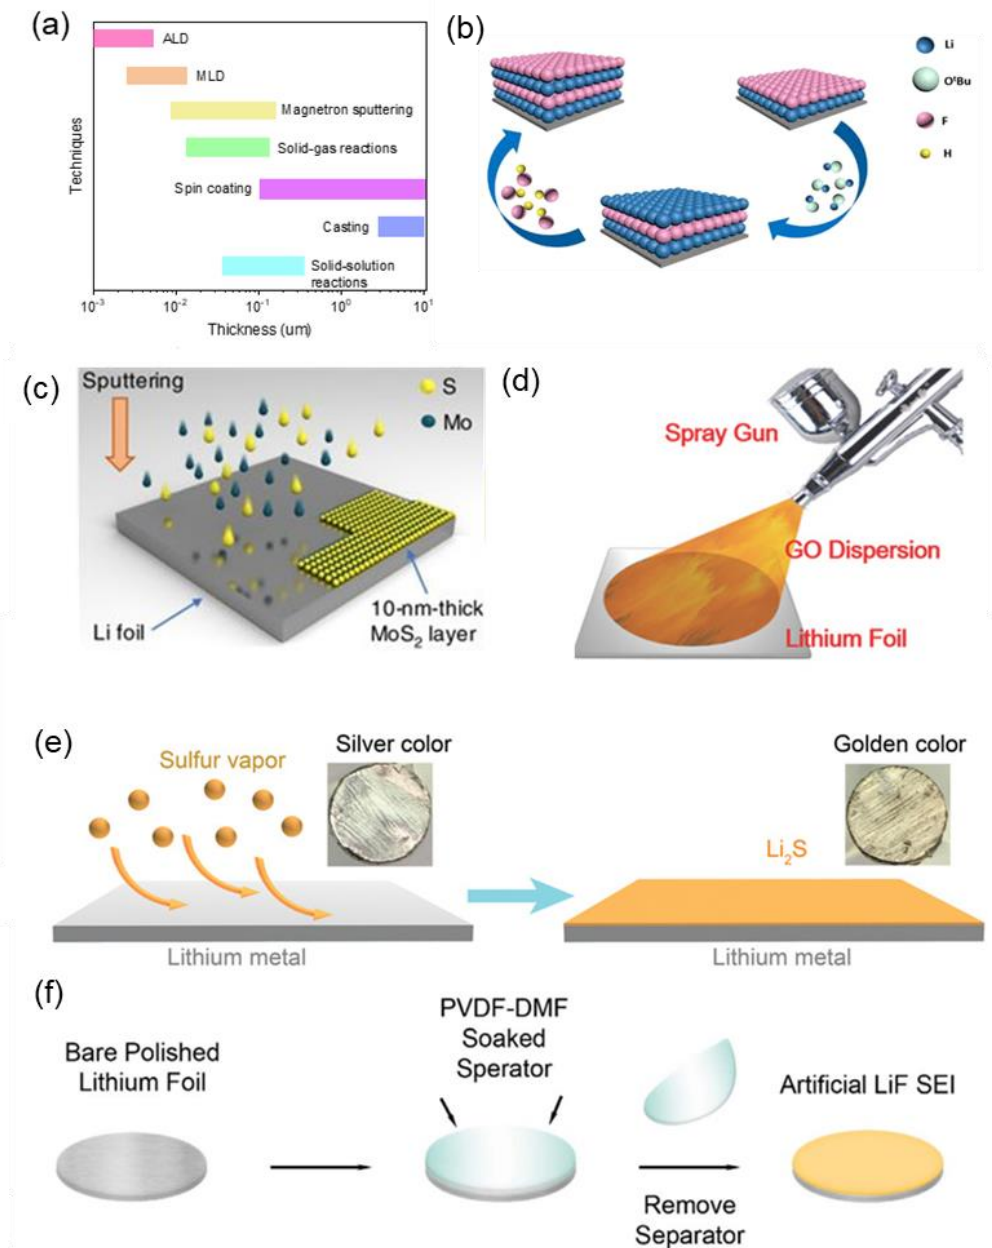 (a)
ALD
MLD
Magnetron sputtering
Solid-gas reactions
Spin coating
Casting
Solid-solution
reactions
Techniques
10⁻³
10⁻²
10⁻¹
10⁰
10¹
Thickness (um)
(b)
Li
OᵗBu
F
H
(c)
Sputtering
S
Mo
Li foil
10-nm-thick
MoS₂ layer
(d)
Spray Gun
GO Dispersion
Lithium Foil
(e)
Sulfur vapor
Silver color
Lithium metal
Golden color
Li₂S
Lithium metal
(f)
Bare Polished
Lithium Foil
PVDF-DMF
Soaked
Sperator
Remove
Separator
Artificial LiF SEI